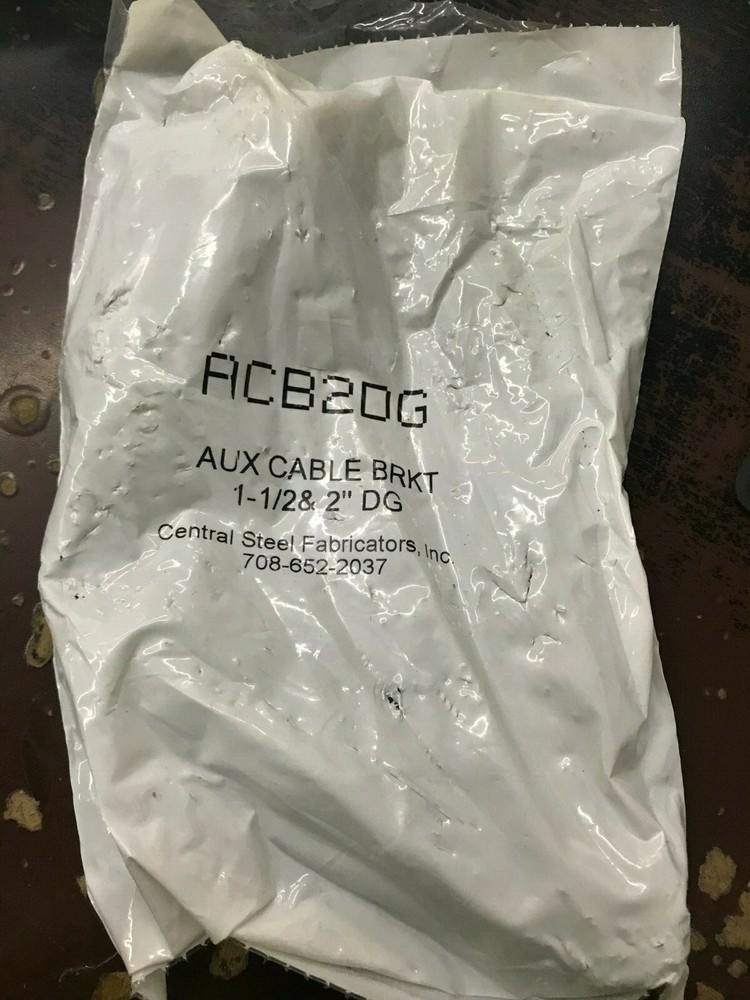 ACB20G
AUX CABLE BRKT
1-1/2& 2" DG
Central Steel Fabricators, Inc.
708-652-2037